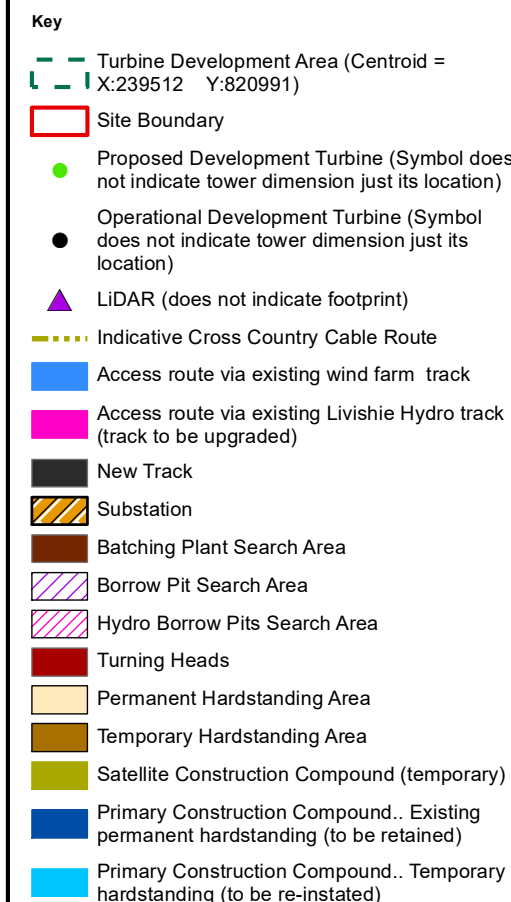 Key
Turbine Development Area (Centroid =
X:239512 Y:820991)
Site Boundary
Proposed Development Turbine (Symbol does
not indicate tower dimension just its location)
Operational Development Turbine (Symbol
does not indicate tower dimension just its
location)
LiDAR (does not indicate footprint)
Indicative Cross Country Cable Route
Access route via existing wind farm track
Access route via existing Livishie Hydro track
(track to be upgraded)
New Track
Substation
Batching Plant Search Area
Borrow Pit Search Area
Hydro Borrow Pits Search Area
Turning Heads
Permanent Hardstanding Area
Temporary Hardstanding Area
Satellite Construction Compound (temporary)
Primary Construction Compound.. Existing
permanent hardstanding (to be retained)
Primary Construction Compound.. Temporary
hardstanding (to be re-instated)